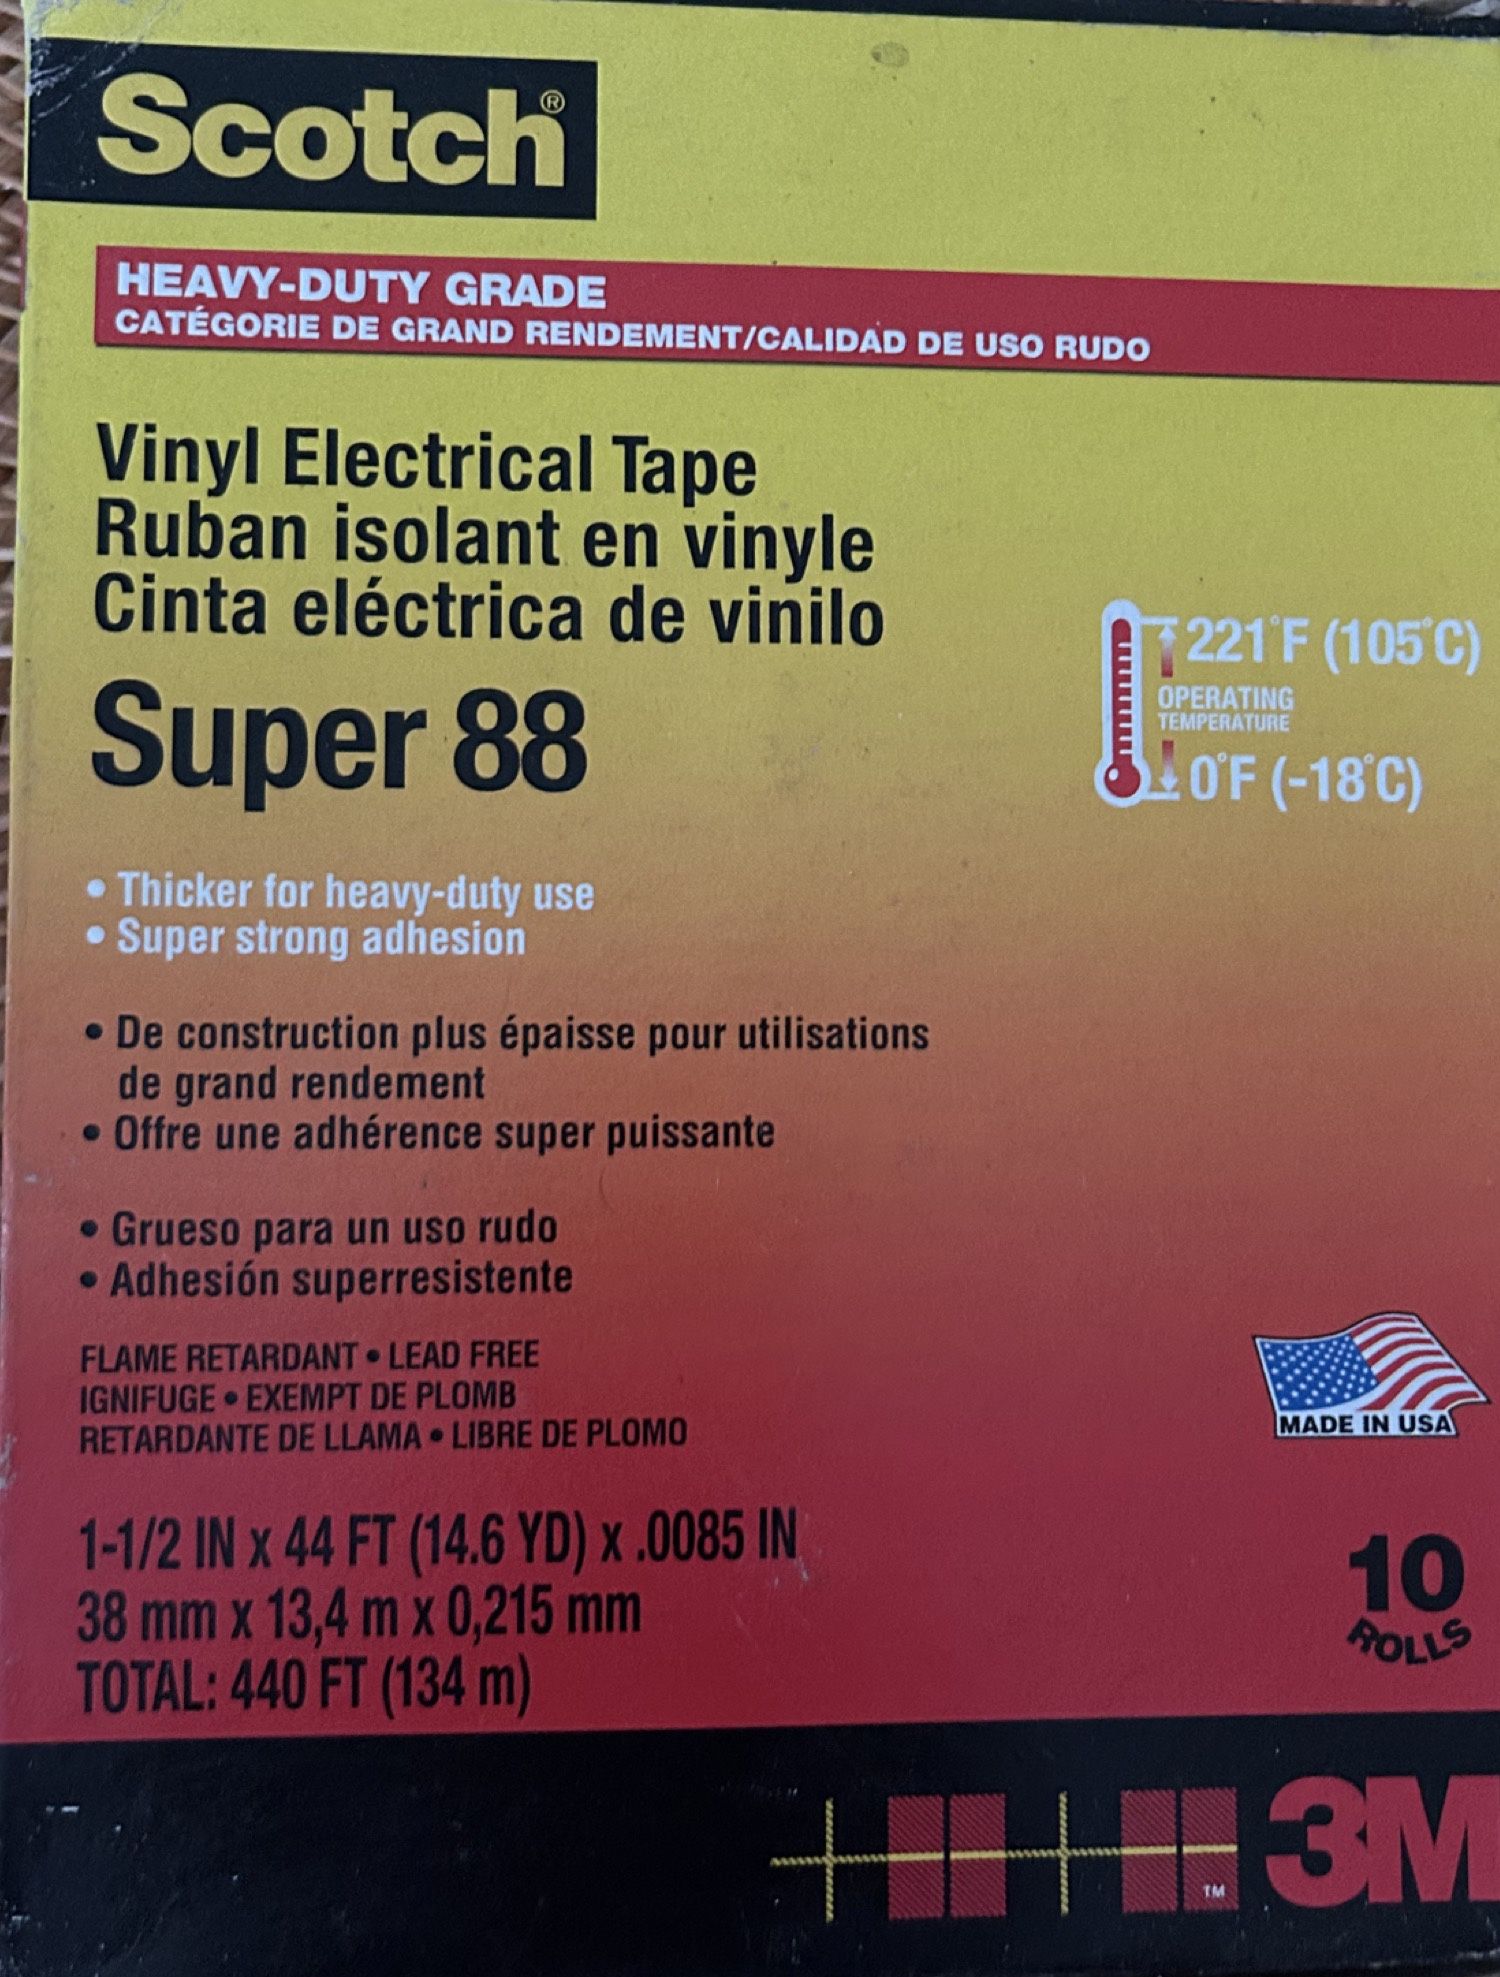 Scotch®
HEAVY-DUTY GRADE
CATÉGORIE DE GRAND RENDEMENT/CALIDAD DE USO RUDO
Vinyl Electrical Tape
Ruban isolant en vinyle
Cinta eléctrica de vinilo
Super 88
221°F (105°C)
OPERATING
TEMPERATURE
0°F (-18°C)
• Thicker for heavy-duty use
• Super strong adhesion
• De construction plus épaisse pour utilisations
de grand rendement
• Offre une adhérence super puissante
• Grueso para un uso rudo
• Adhesión superresistente
FLAME RETARDANT • LEAD FREE
IGNIFUGE • EXEMPT DE PLOMB
RETARDANTE DE LLAMA • LIBRE DE PLOMO
MADE IN USA
1-1/2 IN x 44 FT (14.6 YD) x .0085 IN
38 mm x 13,4 m x 0,215 mm
TOTAL: 440 FT (134 m)
10
ROLLS
TM
3M